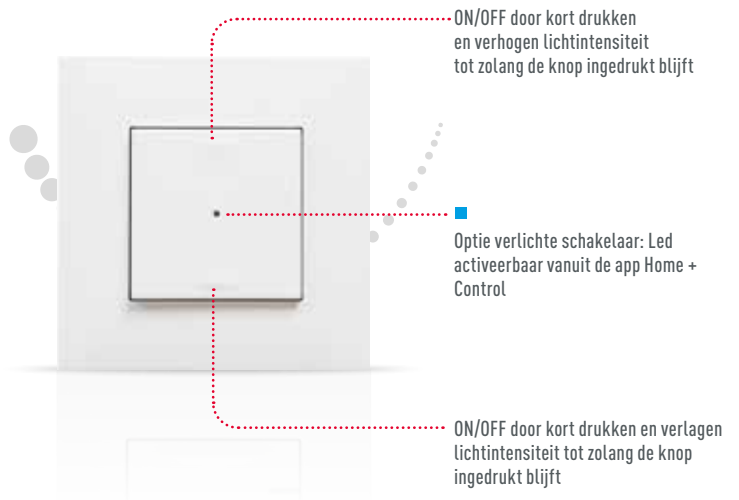 ON/OFF door kort drukken
en verhogen lichtintensiteit
tot zolang de knop ingedrukt blijft
Optie verlichte schakelaar: Led
activeerbaar vanuit de app Home +
Control
ON/OFF door kort drukken en verlagen
lichtintensiteit tot zolang de knop
ingedrukt blijft